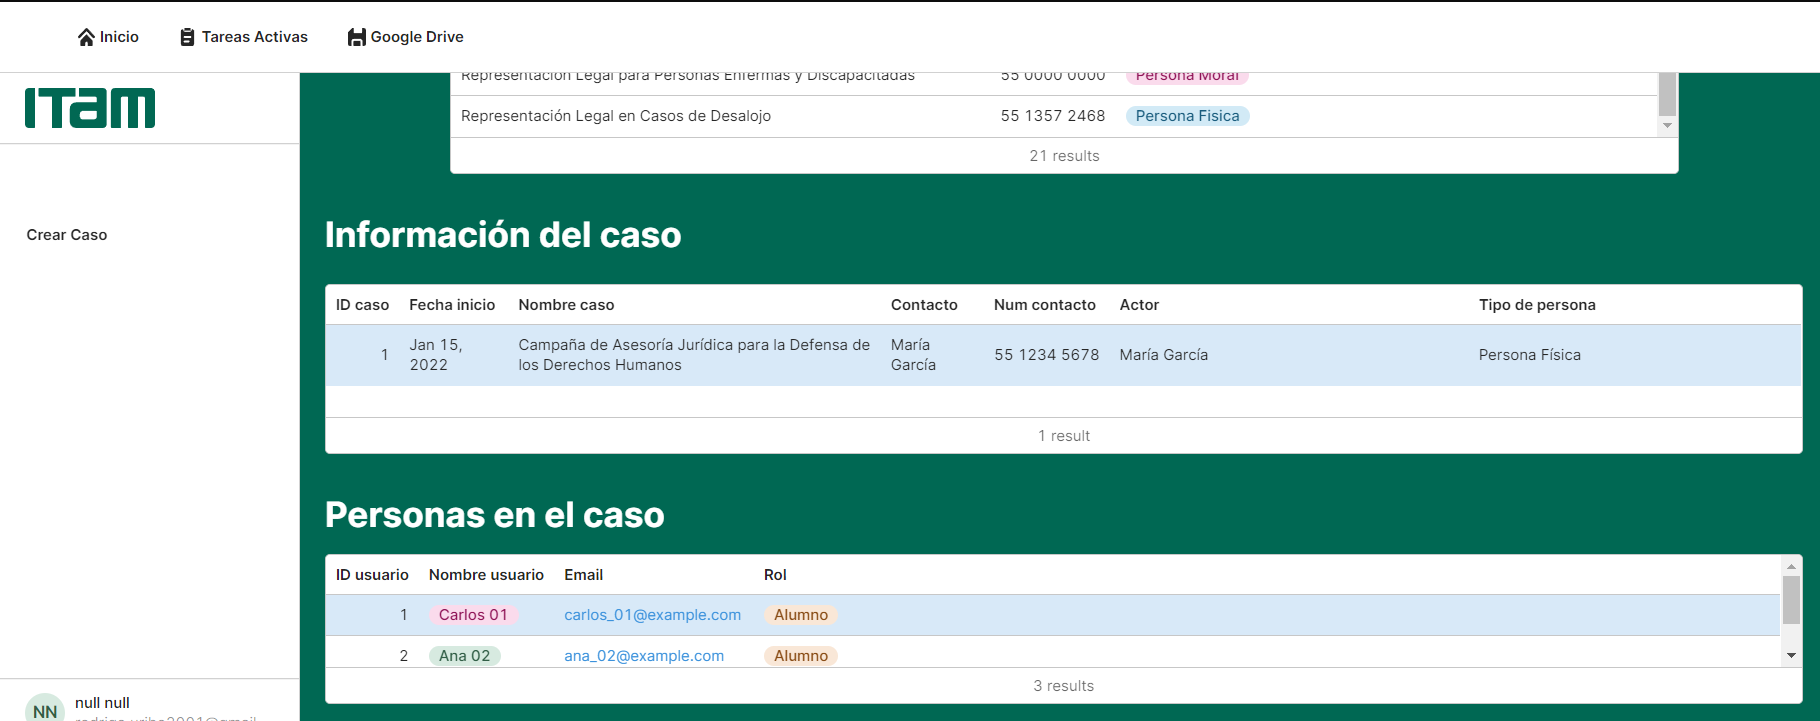 Inicio Tareas Activas Google Drive
ITAM
Crear Caso
Representación Legal para Personas Enfermas y Discapacitadas 55 0000 0000 Persona Moral
Representación Legal en Casos de Desalojo 55 1357 2468 Persona Fisica
21 results
Información del caso
ID caso Fecha inicio Nombre caso Contacto Num contacto Actor Tipo de persona
1 Jan 15, 2022 Campaña de Asesoría Jurídica para la Defensa de los Derechos Humanos María García 55 1234 5678 María García Persona Física
1 result
Personas en el caso
ID usuario Nombre usuario Email Rol
1 Carlos 01 carlos_01@example.com Alumno
2 Ana 02 ana_02@example.com Alumno
3 results
NN null null